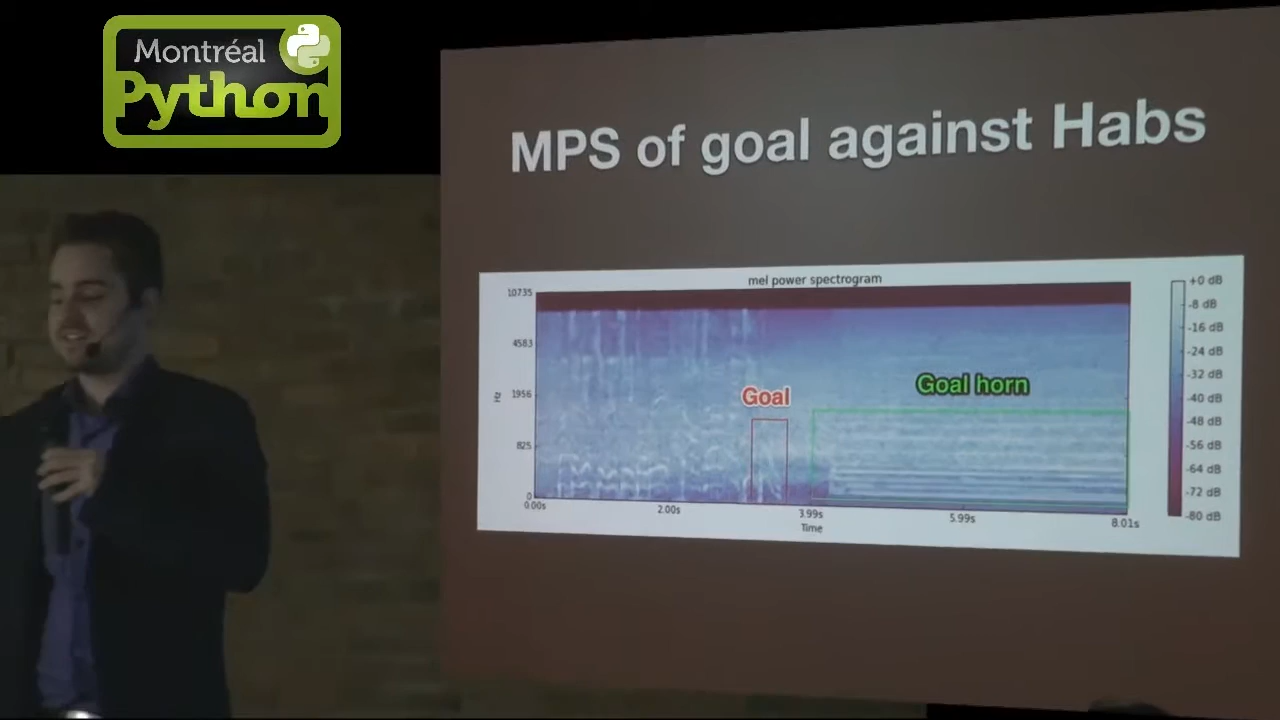 Montréal
Python
MPS of goal against Habs
mel power spectrogram
10735
4583
1956
825
0
Hz
Goal
Goal horn
0.00s
2.00s
3.99s
5.99s
8.01s
Time
+0 dB
-8 dB
-16 dB
-24 dB
-32 dB
-40 dB
-48 dB
-56 dB
-64 dB
-72 dB
-80 dB